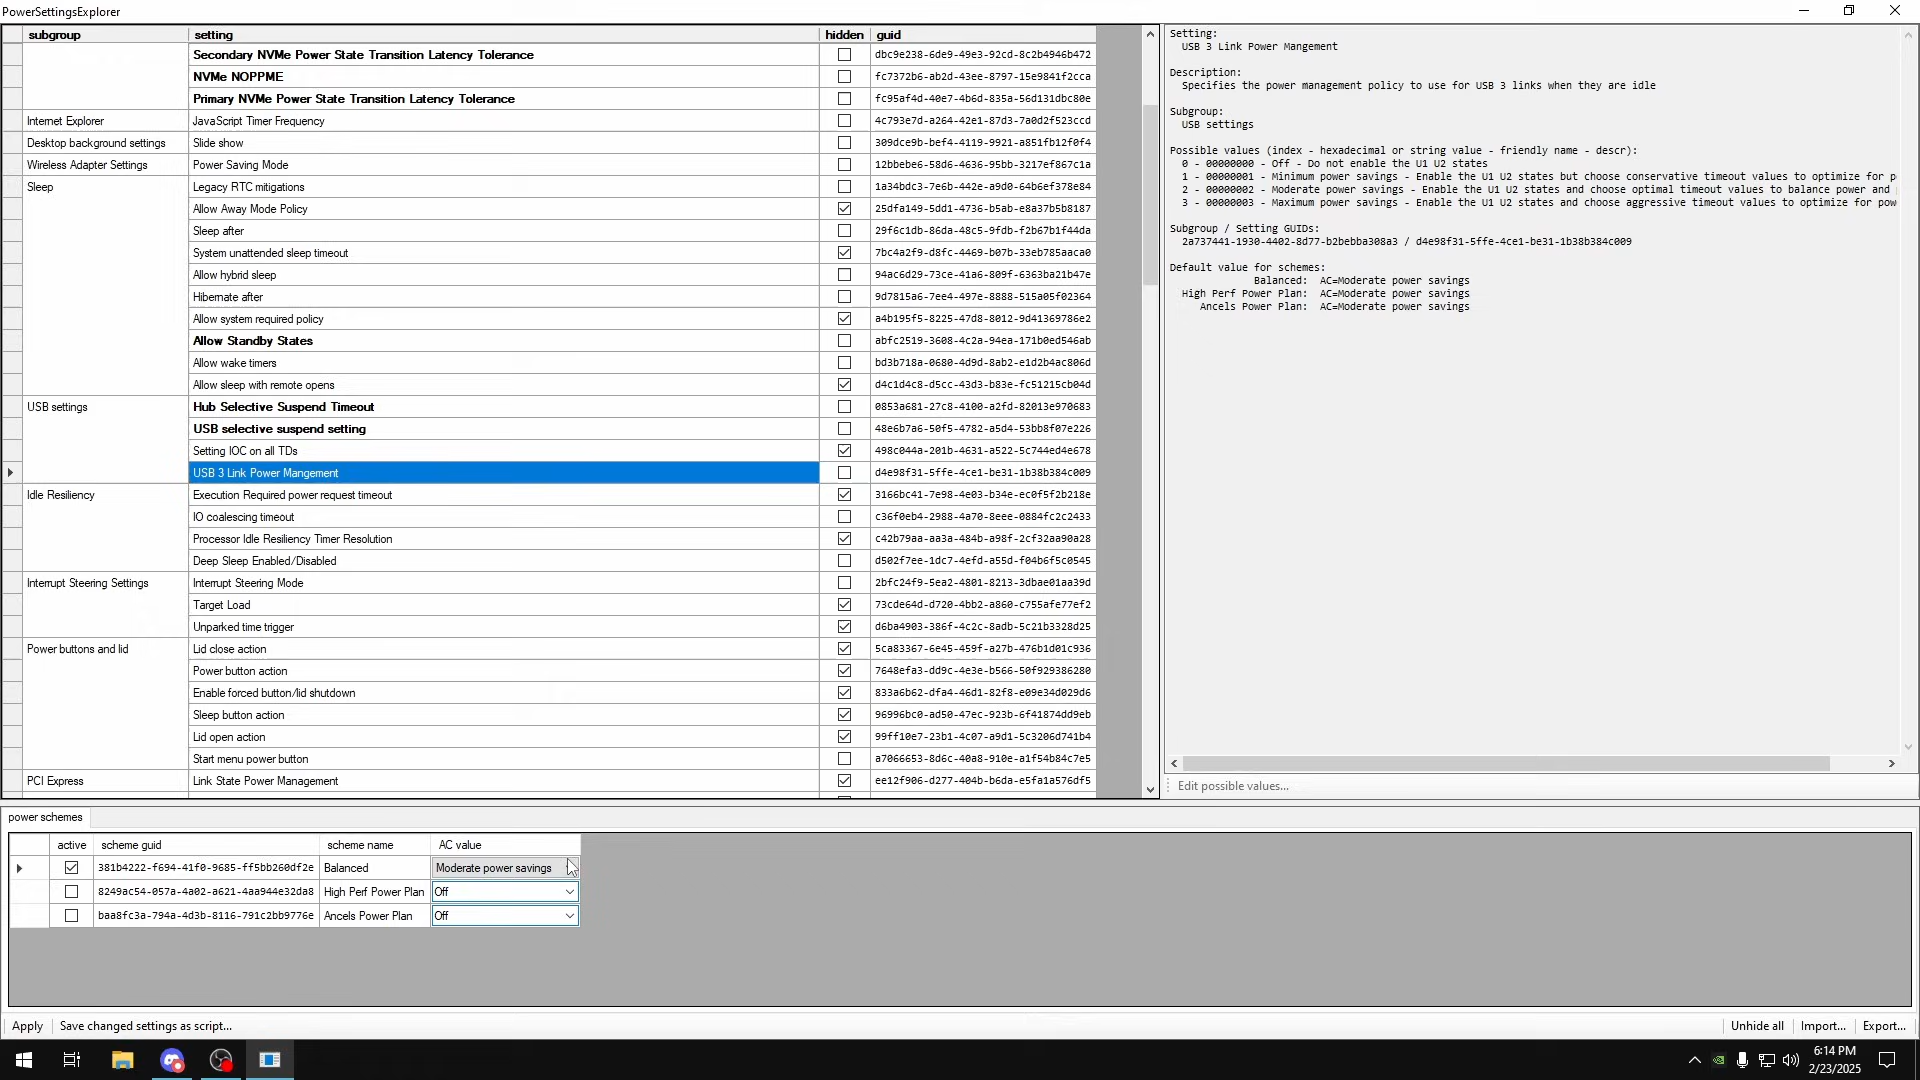 PowerSettingsExplorer
subgroup setting hidden guid
Secondary NVMe Power State Transition Latency Tolerance dbc9e238-6de9-49e3-92cd-8c2b4946b472
NVMe NOPPME fc7372b6-ab2d-43ee-8797-15e9841f2cca
Primary NVMe Power State Transition Latency Tolerance fc95af4d-40e7-4b6d-835a-56d131dbc80e
Internet Explorer JavaScript Timer Frequency 4c793e7d-a264-42e1-87d3-7a0d2f523ccd
Desktop background settings Slide show 309dce9b-bef4-4119-9921-a851fb12f0f4
Wireless Adapter Settings Power Saving Mode 12bbebe6-58d6-4636-95bb-3217ef867c1a
Sleep Legacy RTC mitigations 1a34bdc3-7e6b-442e-a9d0-64b6ef378e84
Allow Away Mode Policy 25dfa149-5dd1-4736-b5ab-e8a37b5b8187
Sleep after 29f6c1db-86da-48c5-9fdb-f2b67b1f44da
System unattended sleep timeout 7bc4a2f9-d8fc-4469-b07b-33eb785aaca0
Allow hybrid sleep 94ac6d29-73ce-41a6-809f-6363ba21b47e
Hibernate after 9d7815a6-7ee4-497e-8888-515a05f02364
Allow system required policy a4b195f5-8225-47d8-8012-9d41369786e2
Allow Standby States abfc2519-3608-4c2a-94ea-171b0ed546ab
Allow wake timers bd3b718a-0680-4d9d-8ab2-e1d2b4ac806d
Allow sleep with remote opens d4c1d4c8-d5cc-43d3-b83e-fc51215cb04d
USB settings Hub Selective Suspend Timeout 0853a681-27c8-4100-a2fd-82013e970683
USB selective suspend setting 48e6b7a6-50f5-4782-a5d4-53bb8f07e226
Setting IOC on all TDs 498c044a-201b-4631-a522-5c744ed4e678
USB 3 Link Power Mangement d4e98f31-5ffe-4ce1-be31-1b38b384c009
Idle Resiliency Execution Required power request timeout 3166bc41-7e98-4e03-b34e-ec0f5f2b218e
IO coalescing timeout c36f0eb4-2988-4a70-8eee-0884fc2c2433
Processor Idle Resiliency Timer Resolution c42b79aa-aa3a-484b-a98f-2cf32aa90a28
Deep Sleep Enabled/Disabled d502f7ee-1dc7-4efd-a55d-f04b6f5c0545
Interrupt Steering Settings Interrupt Steering Mode 2bfc24f9-5ea2-4801-8213-3dbae01aa39d
Target Load 73cde64d-d720-4bb2-a860-c755afe77ef2
Unparked time trigger d6ba4903-386f-4c2c-8adb-5c21b3328d25
Power buttons and lid Lid close action 5ca83367-6e45-459f-a27b-476b1d01c936
Power button action 7648efa3-dd9c-4e3e-b566-50f929386280
Enable forced button/lid shutdown 833a6b62-dfa4-46d1-82f8-e09e34d029d6
Sleep button action 96996bc0-ad50-47ec-923b-6f41874dd9eb
Lid open action 99ff10e7-23b1-4c07-a9d1-5c3206d741b4
Start menu power button a7066653-8d6c-40a8-910e-a1f54b84c7e5
PCI Express Link State Power Management ee12f906-d277-404b-b6da-e5fa1a576df5
Setting:
USB 3 Link Power Mangement
Description:
Specifies the power management policy to use for USB 3 links when they are idle
Subgroup:
USB settings
Possible values (index - hexadecimal or string value - friendly name - descr):
0 - 00000000 - Off - Do not enable the U1 U2 states
1 - 00000001 - Minimum power savings - Enable the U1 U2 states but choose conservative timeout values to optimize for p
2 - 00000002 - Moderate power savings - Enable the U1 U2 states and choose optimal timeout values to balance power and
3 - 00000003 - Maximum power savings - Enable the U1 U2 states and choose aggressive timeout values to optimize for pow
Subgroup / Setting GUIDs:
2a737441-1930-4402-8d77-b2bebba308a3 / d4e98f31-5ffe-4ce1-be31-1b38b384c009
Default value for schemes:
Balanced: AC=Moderate power savings
High Perf Power Plan: AC=Moderate power savings
Ancels Power Plan: AC=Moderate power savings
Edit possible values...
power schemes
active scheme guid scheme name AC value
381b4222-f694-41f0-9685-ff5bb260df2e Balanced Moderate power savings
8249ac54-057a-4a02-a621-4aa944e32da8 High Perf Power Plan Off
baa8fc3a-794a-4d3b-8116-791c2bb9776e Ancels Power Plan Off
Apply Save changed settings as script... Unhide all Import... Export...
6:14 PM
2/23/2025